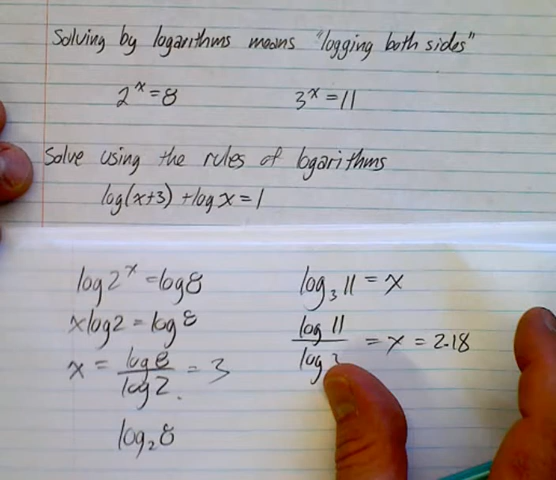 Solving by logarithms means "logging both sides"
2^x = 8 3^x = 11
Solve using the rules of logarithms
log(x+3) + log x = 1
log 2^x = log 8
x log 2 = log 8
x = log 8 / log 2. = 3
log₂ 8
log₃ 11 = x
log 11 / log 3 = x = 2.18